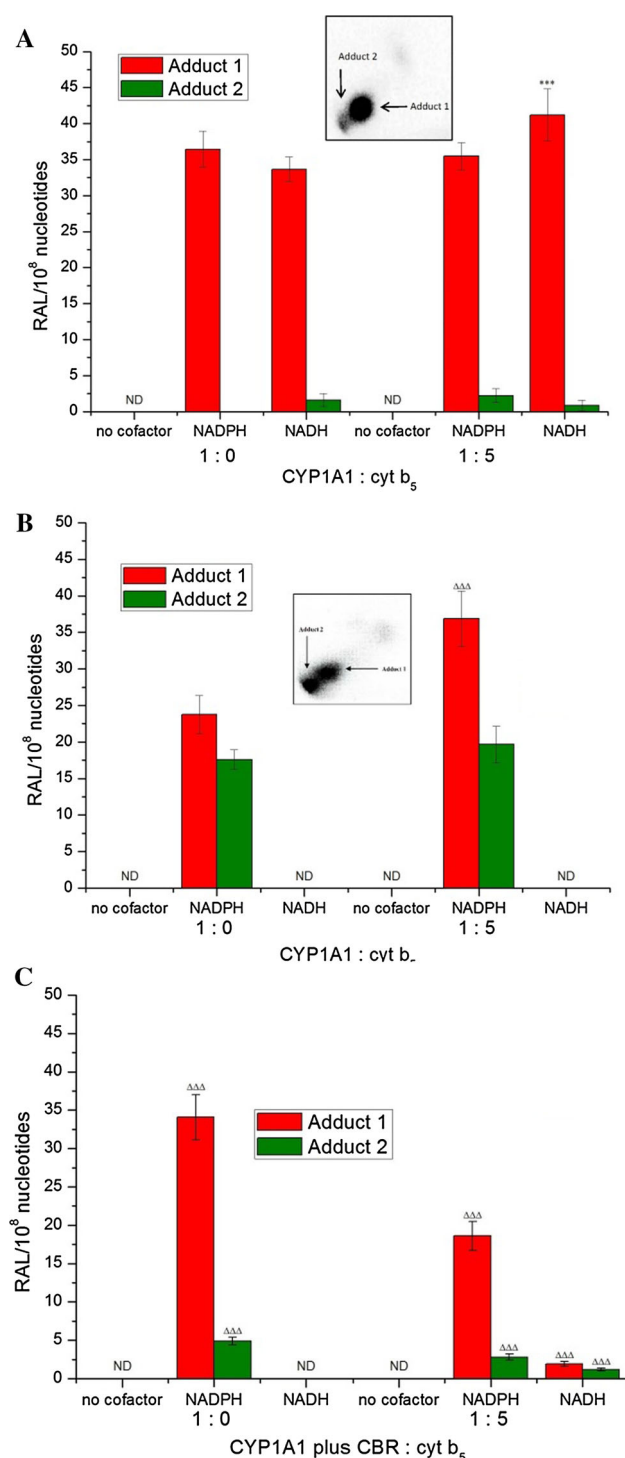 A
Adduct 1
Adduct 2
Adduct 2
Adduct 1
***
50
45
40
35
30
25
20
15
10
5
0
RAL/10⁸ nucleotides
ND ND
no cofactor NADPH NADH no cofactor NADPH NADH
1 : 0 1 : 5
CYP1A1 : cyt b₅
B
Adduct 1
Adduct 2
Adduct 2
Adduct 1
ΔΔΔ
50
45
40
35
30
25
20
15
10
5
0
RAL/10⁸ nucleotides
ND ND ND ND
no cofactor NADPH NADH no cofactor NADPH NADH
1 : 0 1 : 5
CYP1A1 : cyt b
C
Adduct 1
Adduct 2
50
45
40
35
30
25
20
15
10
5
0
RAL/10⁸ nucleotides
ΔΔΔ
ΔΔΔ
ΔΔΔ
ΔΔΔ
ΔΔΔ ΔΔΔ
ND ND ND
no cofactor NADPH NADH no cofactor NADPH NADH
1 : 0 1 : 5
CYP1A1 plus CBR : cyt b₅